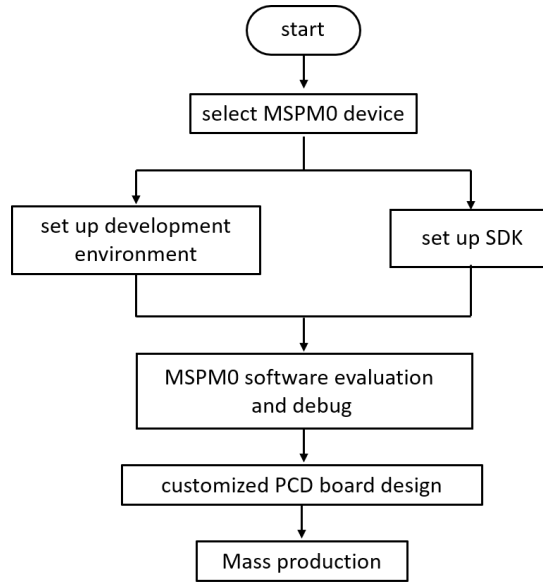 start
select MSPM0 device
set up development
environment
set up SDK
MSPM0 software evaluation
and debug
customized PCD board design
Mass production